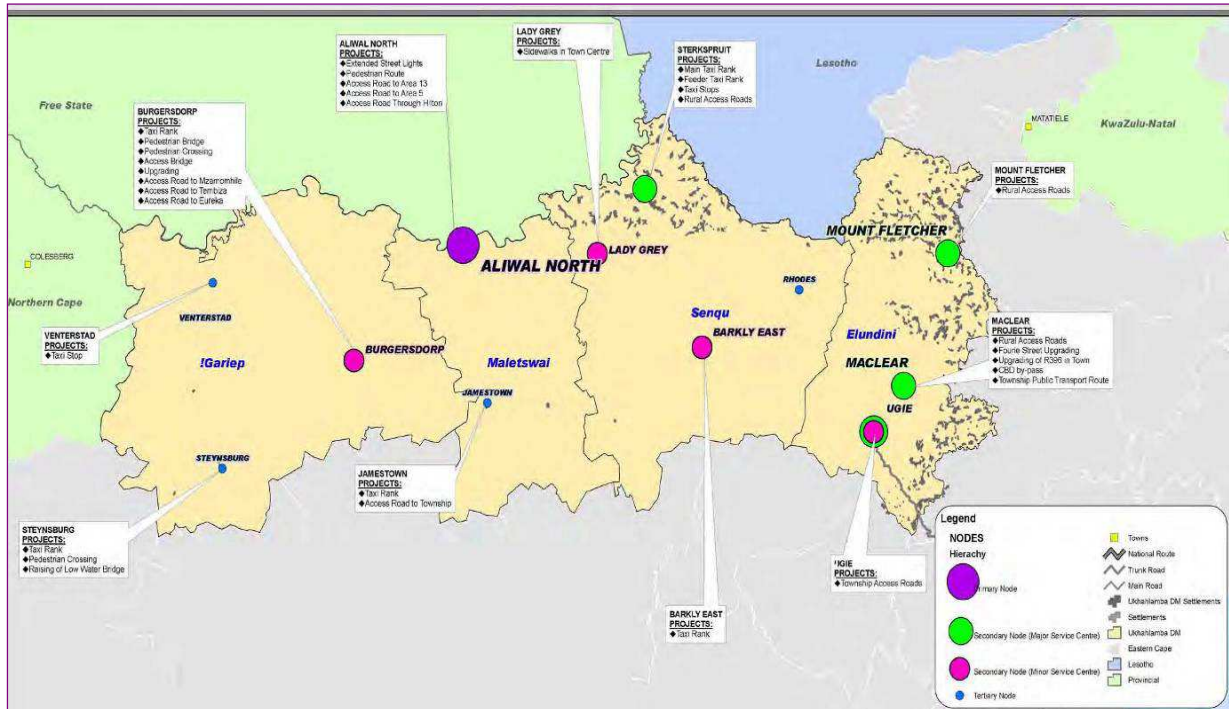 ALIWAL NORTH
PROJECTS:
◆Extended Street Lights
◆Pedestrian Route
◆Access Road to Area 13
◆Access Road to Area 5
◆Access Road Through Hilton
LADY GREY
PROJECTS:
◆Sidewalks in Town Centre
STERKSPRUIT
PROJECTS:
◆Main Taxi Rank
◆Feeder Taxi Rank
◆Taxi Stops
◆Rural Access Roads
Lesotho
Free State
BURGERSDORP
PROJECTS:
◆Taxi Rank
◆Pedestrian Bridge
◆Pedestrian Crossing
◆Access Bridge
◆Upgrading
◆Access Road to Mzamomhile
◆Access Road to Tembiza
◆Access Road to Eureka
MATATIELE
KwaZulu-Natal
MOUNT FLETCHER
PROJECTS:
◆Rural Access Roads
MOUNT FLETCHER
LADY GREY
ALIWAL NORTH
COLESBERG
RHODES
Northern Cape
VENTERSTAD
Senqu
VENTERSTAD
PROJECTS:
◆Taxi Stop
BARKLY EAST
Elundini
MACLEAR
PROJECTS:
◆Rural Access Roads
◆Fourie Street Upgrading
◆Upgrading of R396 in Town
◆CBD by-pass
◆Township Public Transport Route
BURGERSDORP
!Gariep
Maletswai
MACLEAR
JAMESTOWN
UGIE
STEYNSBURG
JAMESTOWN
PROJECTS:
◆Taxi Rank
◆Access Road to Township
STEYNSBURG
PROJECTS:
◆Taxi Rank
◆Pedestrian Crossing
◆Raising of Low Water Bridge
'IGIE
PROJECTS:
◆Township Access Roads
BARKLY EAST
PROJECTS:
◆Taxi Rank
Legend
NODES
Hierachy
Primary Node
Secondary Node (Major Service Centre)
Secondary Node (Minor Service Centre)
Tertiary Node
Towns
National Route
Trunk Road
Main Road
Ukhahlamba DM Settlements
Settlements
Ukhahlamba DM
Eastern Cape
Lesotho
Provincial